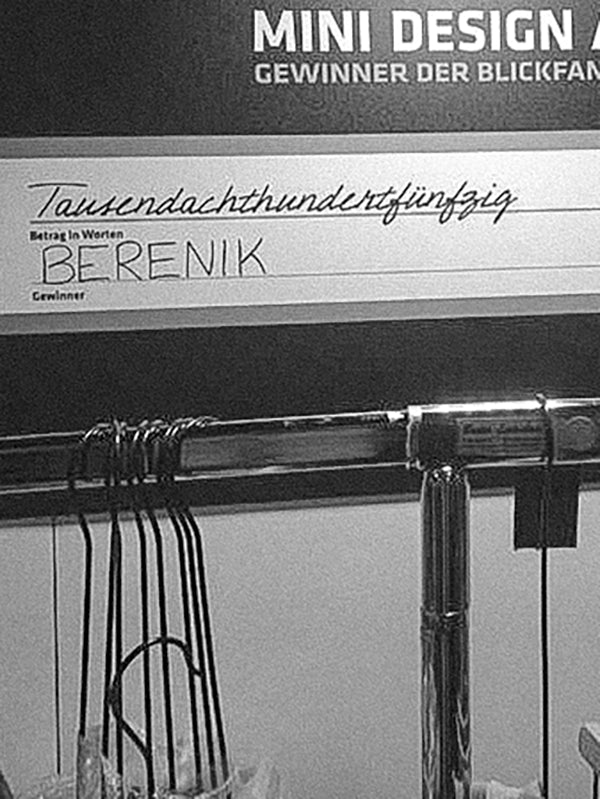 MINI DESIGN A
GEWINNER DER BLICKFAN
Tausendachthundertfünfzig
Betrag in Worten
BERENIK
Gewinner